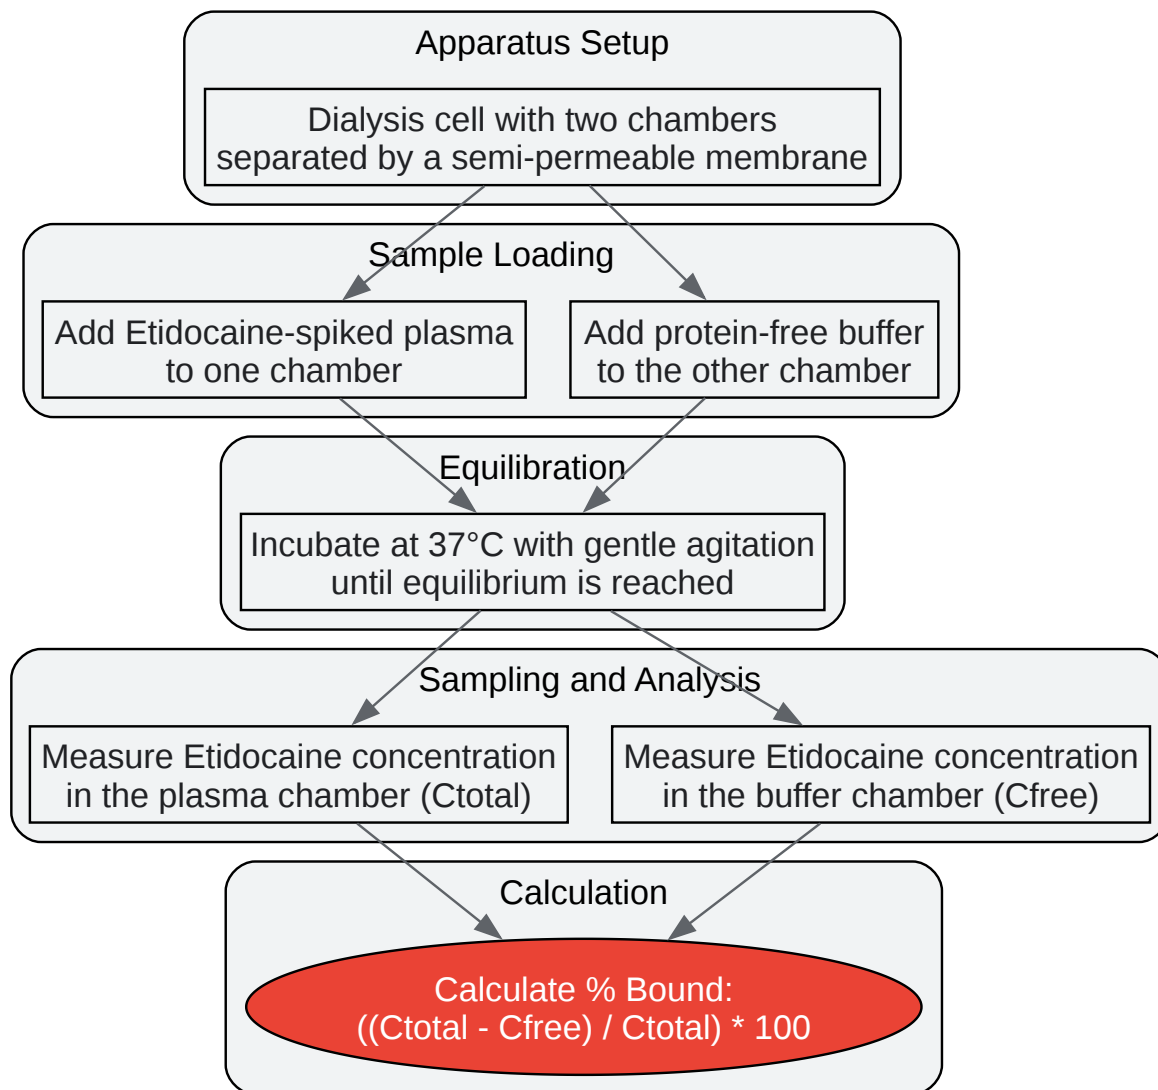 Apparatus Setup
Dialysis cell with two chambers
separated by a semi-permeable membrane
Sample Loading
Add Etidocaine-spiked plasma
to one chamber
Add protein-free buffer
to the other chamber
Equilibration
Incubate at 37°C with gentle agitation
until equilibrium is reached
Sampling and Analysis
Measure Etidocaine concentration
in the plasma chamber (Ctotal)
Measure Etidocaine concentration
in the buffer chamber (Cfree)
Calculation
Calculate % Bound:
((Ctotal - Cfree) / Ctotal) * 100